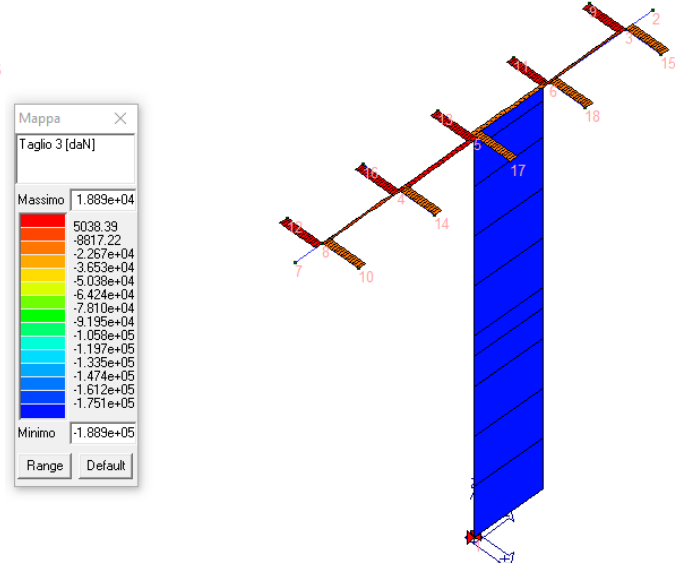 Mappa
Taglio 3 [daN]
Massimo 1.889e+04
5038.39
-8817.22
-2.267e+04
-3.653e+04
-5.038e+04
-6.424e+04
-7.810e+04
-9.195e+04
-1.058e+05
-1.197e+05
-1.335e+05
-1.474e+05
-1.612e+05
-1.751e+05
Minimo -1.889e+05
Range Default
9
2
3
15
11
6
18
13
5
17
16
4
14
12
8
10
7